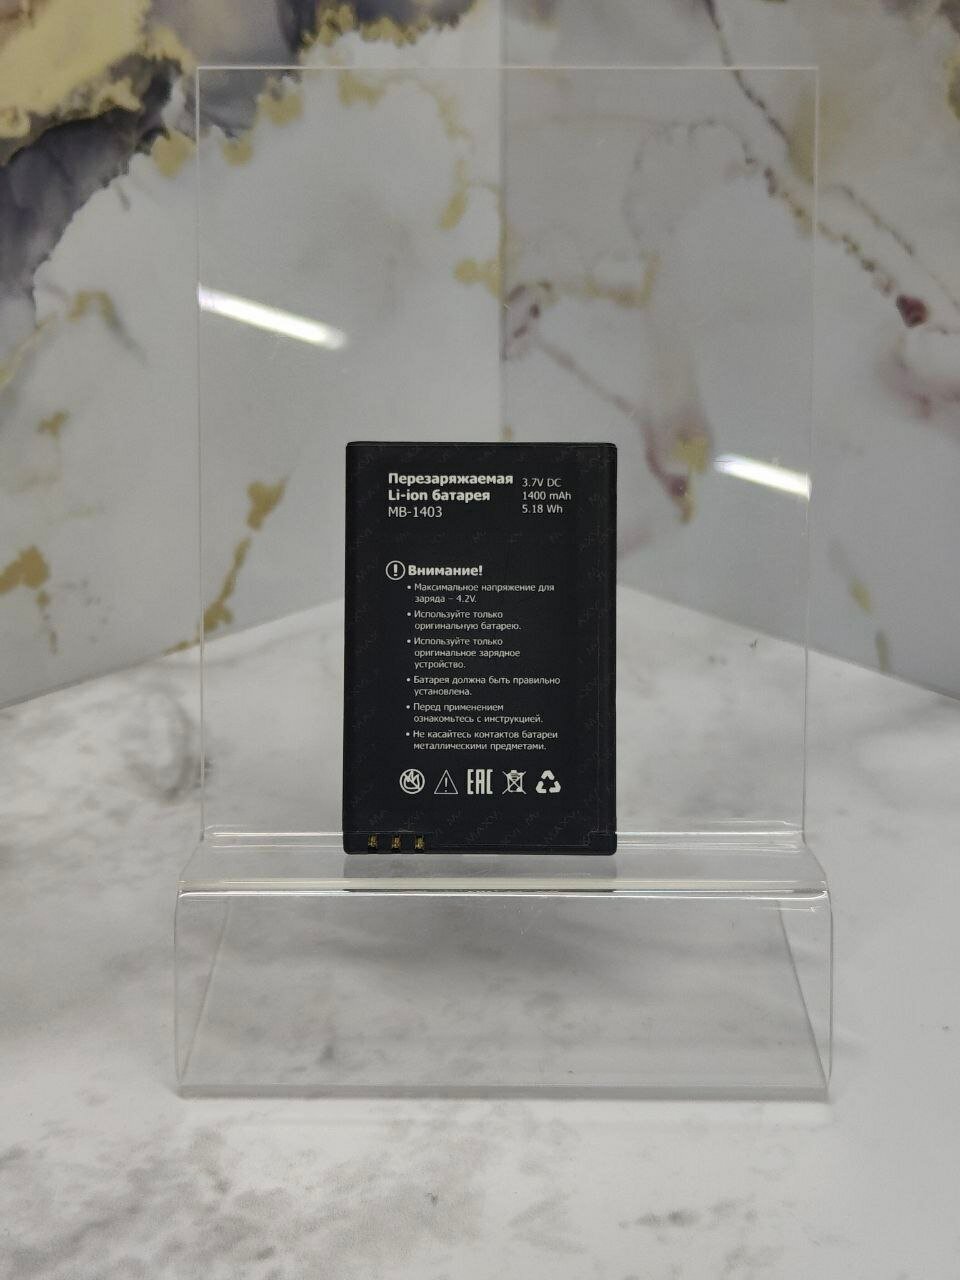 Перезаряжаемая
Li-ion батарея
MB-1403
3.7V DC
1400 mAh
5.18 Wh
Внимание!
• Максимальное напряжение для
заряда – 4.2V.
• Используйте только
оригинальную батарею.
• Используйте только
оригинальное зарядное
устройство.
• Батарея должна быть правильно
установлена.
• Перед применением
ознакомьтесь с инструкцией.
• Не касайтесь контактов батареи
металлическими предметами.
EAC
MAXVI